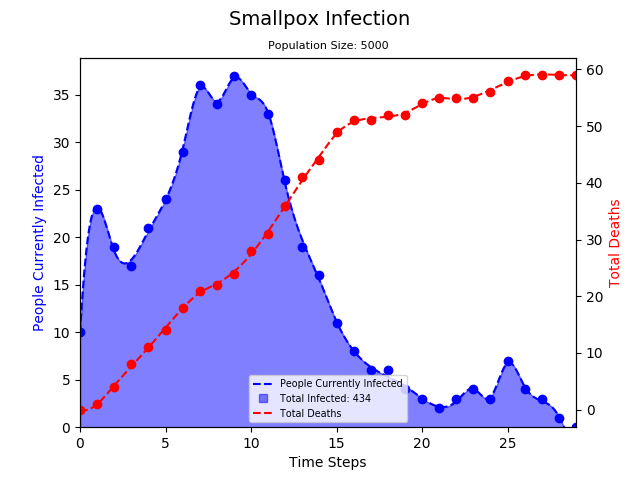 Smallpox Infection
Population Size: 5000
People Currently Infected
35
30
25
20
15
10
5
0
60
50
40
30
20
10
0
Total Deaths
People Currently Infected
Total Infected: 434
Total Deaths
0 5 10 15 20 25
Time Steps